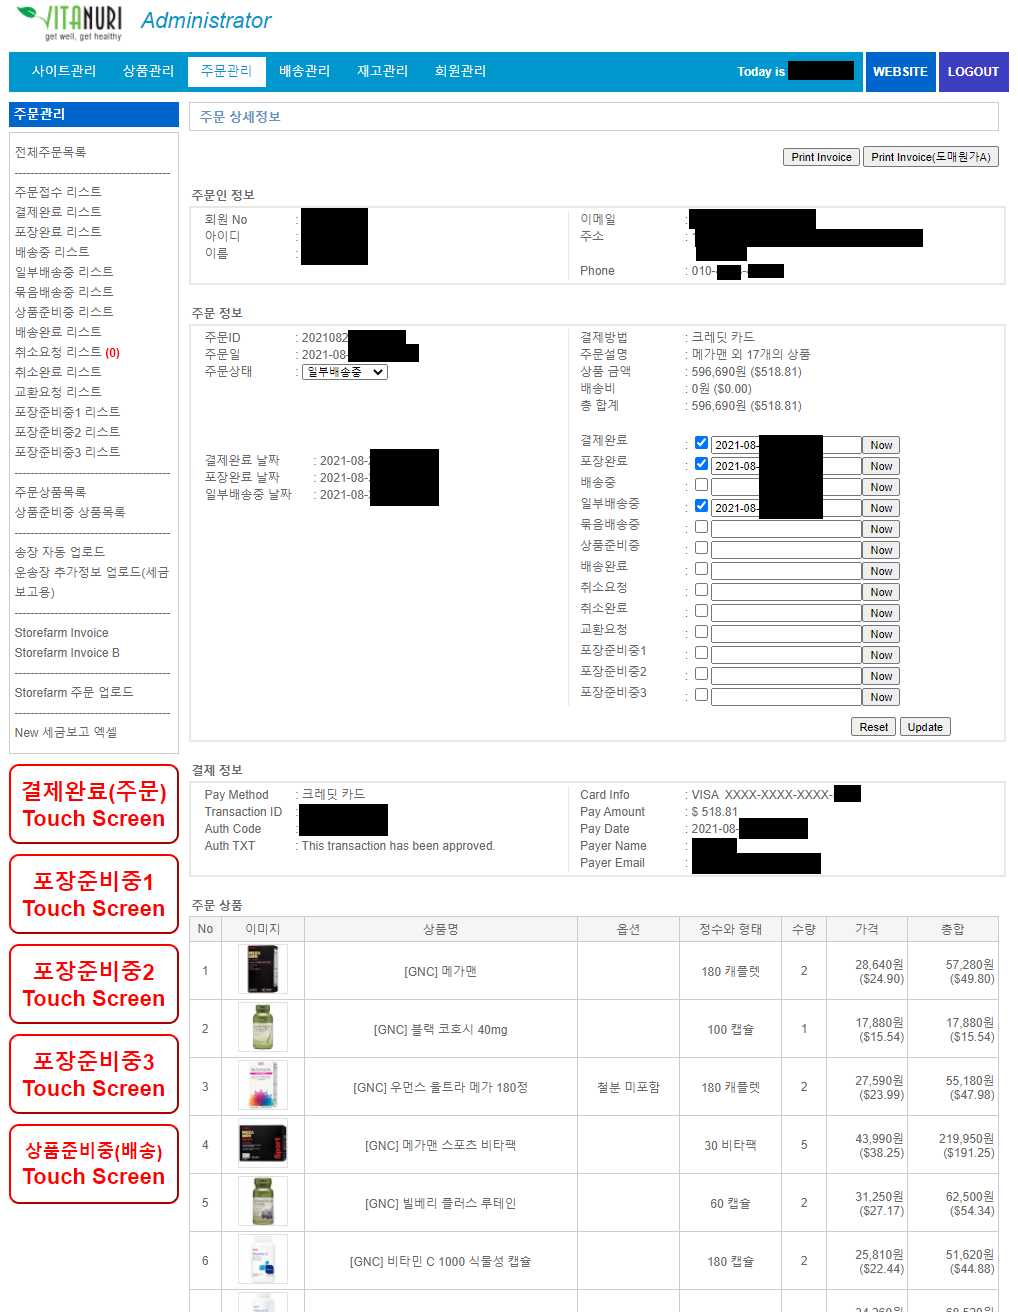 VITANURI
get well, get healthy
Administrator
사이트관리 상품관리 주문관리 배송관리 재고관리 회원관리 Today is WEBSITE LOGOUT
주문관리
전체주문목록
주문접수 리스트
결제완료 리스트
포장완료 리스트
배송중 리스트
일부배송중 리스트
묶음배송중 리스트
상품준비중 리스트
배송완료 리스트
취소요청 리스트 (0)
취소완료 리스트
교환요청 리스트
포장준비중1 리스트
포장준비중2 리스트
포장준비중3 리스트
주문상품목록
상품준비중 상품목록
송장 자동 업로드
운송장 추가정보 업로드(세금
보고용)
Storefarm Invoice
Storefarm Invoice B
Storefarm 주문 업로드
New 세금보고 엑셀
결제완료(주문)
Touch Screen
포장준비중1
Touch Screen
포장준비중2
Touch Screen
포장준비중3
Touch Screen
상품준비중(배송)
Touch Screen
주문 상세정보
Print Invoice Print Invoice(도매원가A)
주문인 정보
회원 No :
아이디 :
이름 :
이메일 :
주소 :
Phone : 010-
주문 정보
주문ID : 2021082
주문일 : 2021-08-
주문상태 : 일부배송중
결제완료 날짜 : 2021-08-
포장완료 날짜 : 2021-08-
일부배송중 날짜 : 2021-08-
결제방법 : 크레딧 카드
주문설명 : 메가맨 외 17개의 상품
상품 금액 : 596,690원 ($518.81)
배송비 : 0원 ($0.00)
총 합계 : 596,690원 ($518.81)
결제완료 : 2021-08- Now
포장완료 : 2021-08- Now
배송중 : Now
일부배송중 : 2021-08- Now
묶음배송중 : Now
상품준비중 : Now
배송완료 : Now
취소요청 : Now
취소완료 : Now
교환요청 : Now
포장준비중1 : Now
포장준비중2 : Now
포장준비중3 : Now
Reset Update
결제 정보
Pay Method : 크레딧 카드
Transaction ID :
Auth Code :
Auth TXT : This transaction has been approved.
Card Info : VISA XXXX-XXXX-XXXX-
Pay Amount : $ 518.81
Pay Date : 2021-08-
Payer Name :
Payer Email :
주문 상품
No 이미지 상품명 옵션 정수와 형태 수량 가격 총합
1 [GNC] 메가맨 180 캐플렛 2 28,640원 57,280원
($24.90) ($49.80)
2 [GNC] 블랙 코호시 40mg 100 캡슐 1 17,880원 17,880원
($15.54) ($15.54)
3 [GNC] 우먼스 울트라 메가 180정 철분 미포함 180 캐플렛 2 27,590원 55,180원
($23.99) ($47.98)
4 [GNC] 메가맨 스포츠 비타팩 30 비타팩 5 43,990원 219,950원
($38.25) ($191.25)
5 [GNC] 빌베리 플러스 루테인 60 캡슐 2 31,250원 62,500원
($27.17) ($54.34)
6 [GNC] 비타민 C 1000 식물성 캡슐 180 캡슐 2 25,810원 51,620원
($22.44) ($44.88)